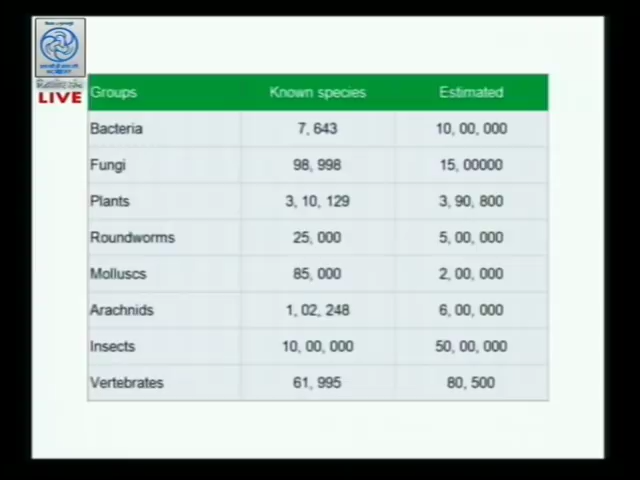 LIVE
Groups Known species Estimated
Bacteria 7, 643 10, 00, 000
Fungi 98, 998 15, 00000
Plants 3, 10, 129 3, 90, 800
Roundworms 25, 000 5, 00, 000
Molluscs 85, 000 2, 00, 000
Arachnids 1, 02, 248 6, 00, 000
Insects 10, 00, 000 50, 00, 000
Vertebrates 61, 995 80, 500